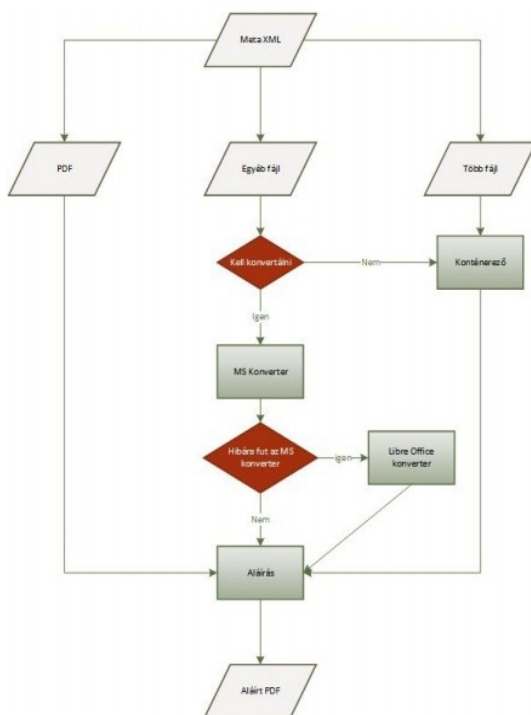 Meta XML
PDF
Egyéb fájl
Több fájl
Kell konvertálni
Nem
Konténerező
Igen
MS Konverter
Hibára fut az MS
konverter
igen
Libre Office
konverter
Nem
Aláírás
Aláírt PDF